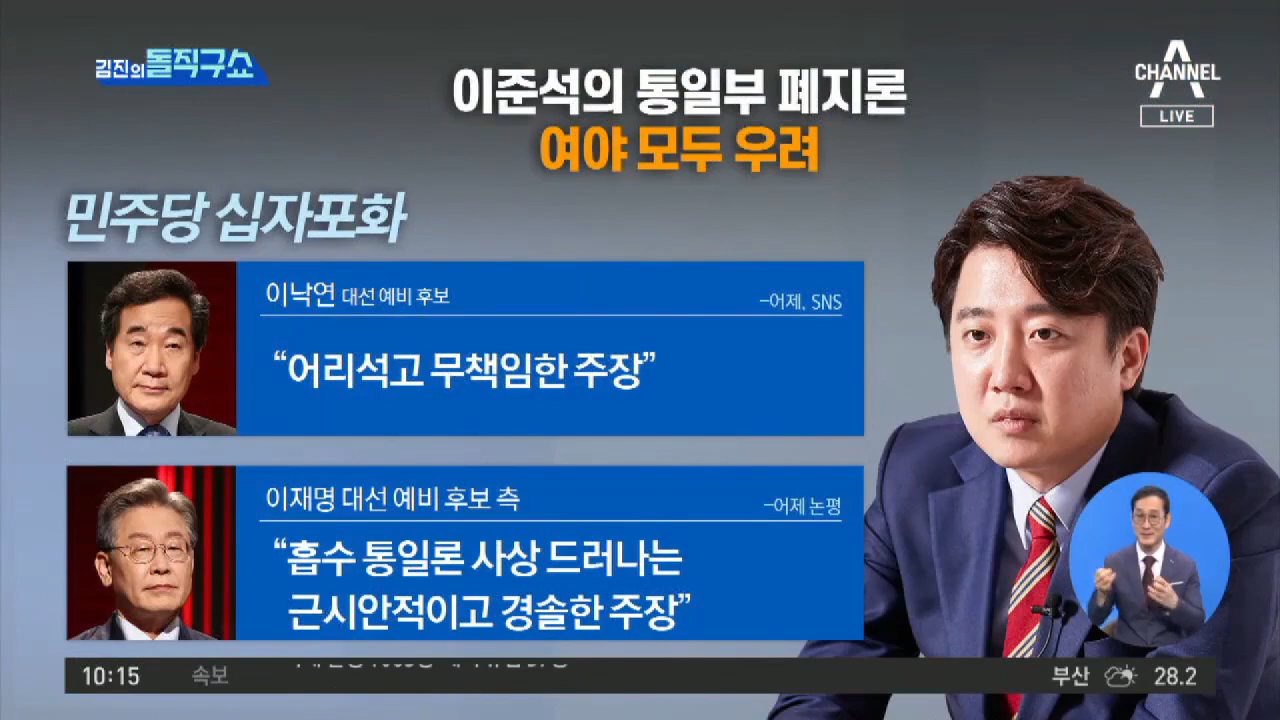 김진의 돌직구쇼
CHANNEL A
LIVE
이준석의 통일부 폐지론
여야 모두 우려
민주당 십자포화
이낙연 대선 예비 후보
-어제, SNS
“어리석고 무책임한 주장”
이재명 대선 예비 후보 측
-어제 논평
“흡수 통일론 사상 드러나는
근시안적이고 경솔한 주장”
10:15 속보
부산 28.2